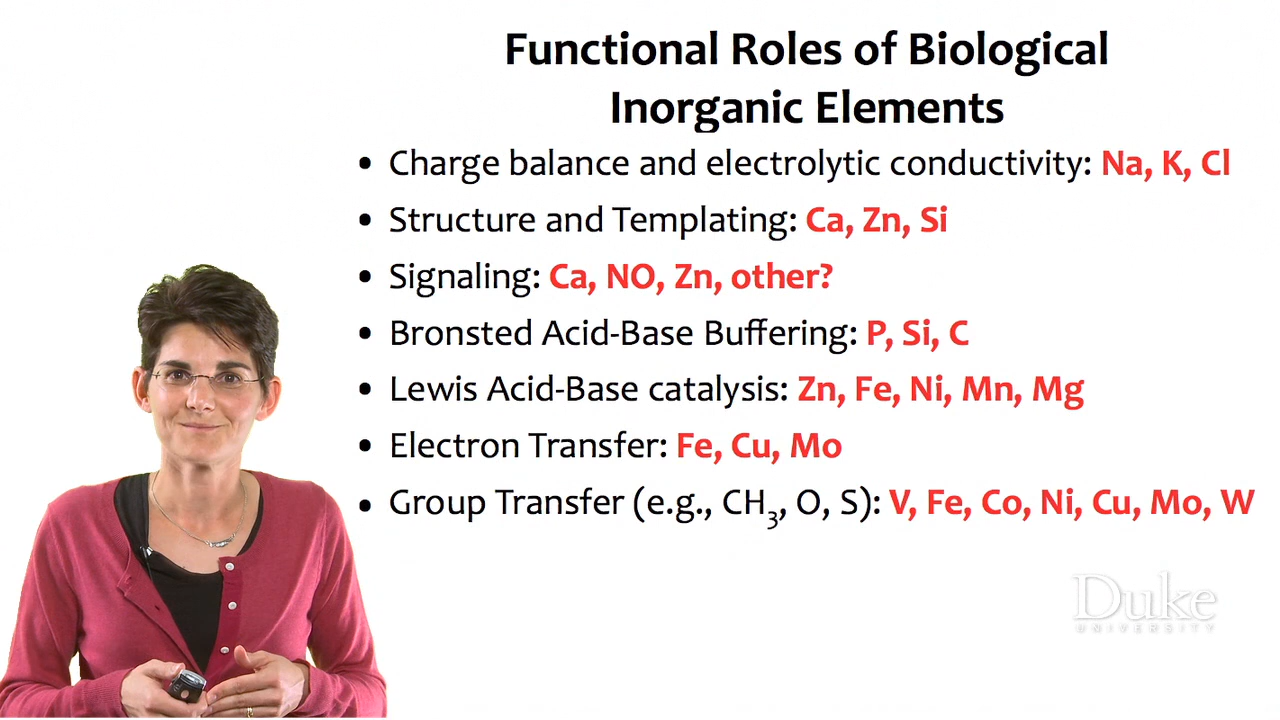 Functional Roles of Biological
Inorganic Elements
• Charge balance and electrolytic conductivity: Na, K, Cl
• Structure and Templating: Ca, Zn, Si
• Signaling: Ca, NO, Zn, other?
• Bronsted Acid-Base Buffering: P, Si, C
• Lewis Acid-Base catalysis: Zn, Fe, Ni, Mn, Mg
• Electron Transfer: Fe, Cu, Mo
• Group Transfer (e.g., CH₃, O, S): V, Fe, Co, Ni, Cu, Mo, W
Duke
UNIVERSITY